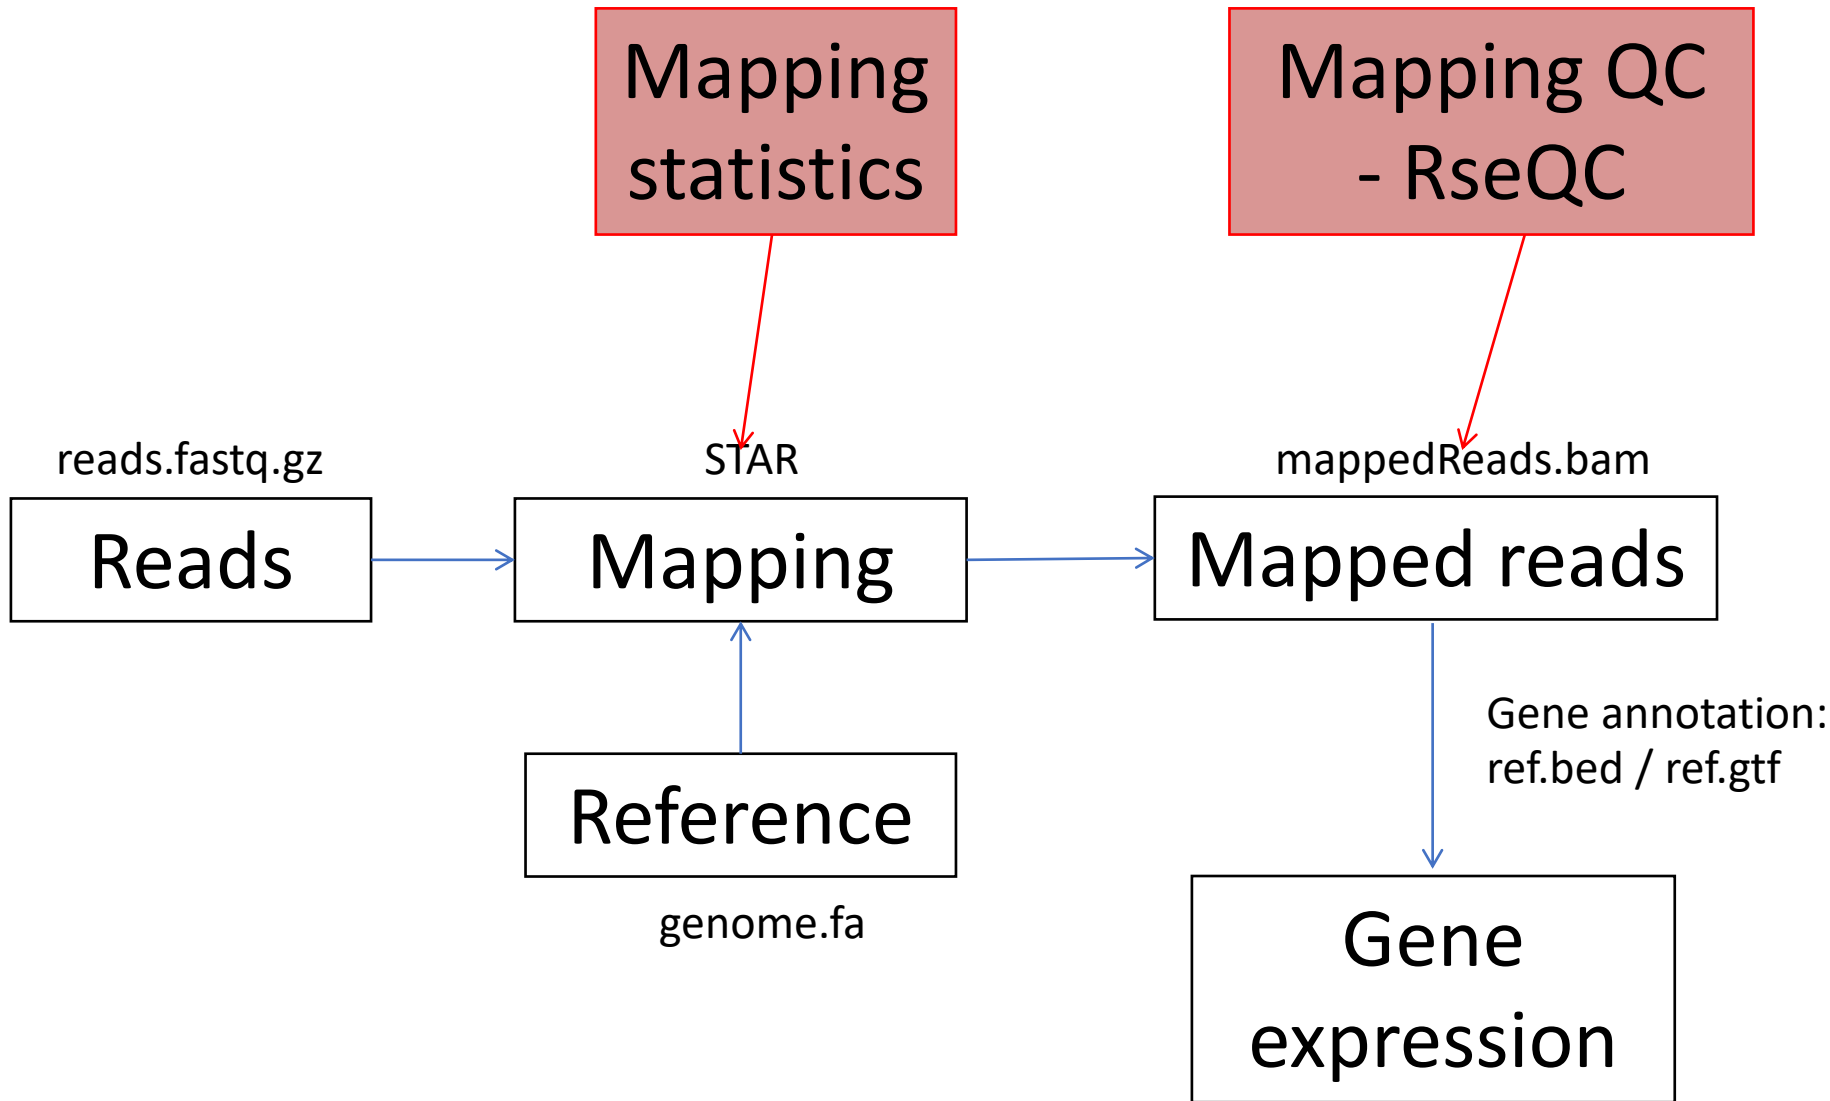 Mapping
statistics
Mapping QC
- RseQC
reads.fastq.gz
STAR
mappedReads.bam
Reads
Mapping
Mapped reads
Gene annotation:
ref.bed / ref.gtf
Reference
genome.fa
Gene
expression